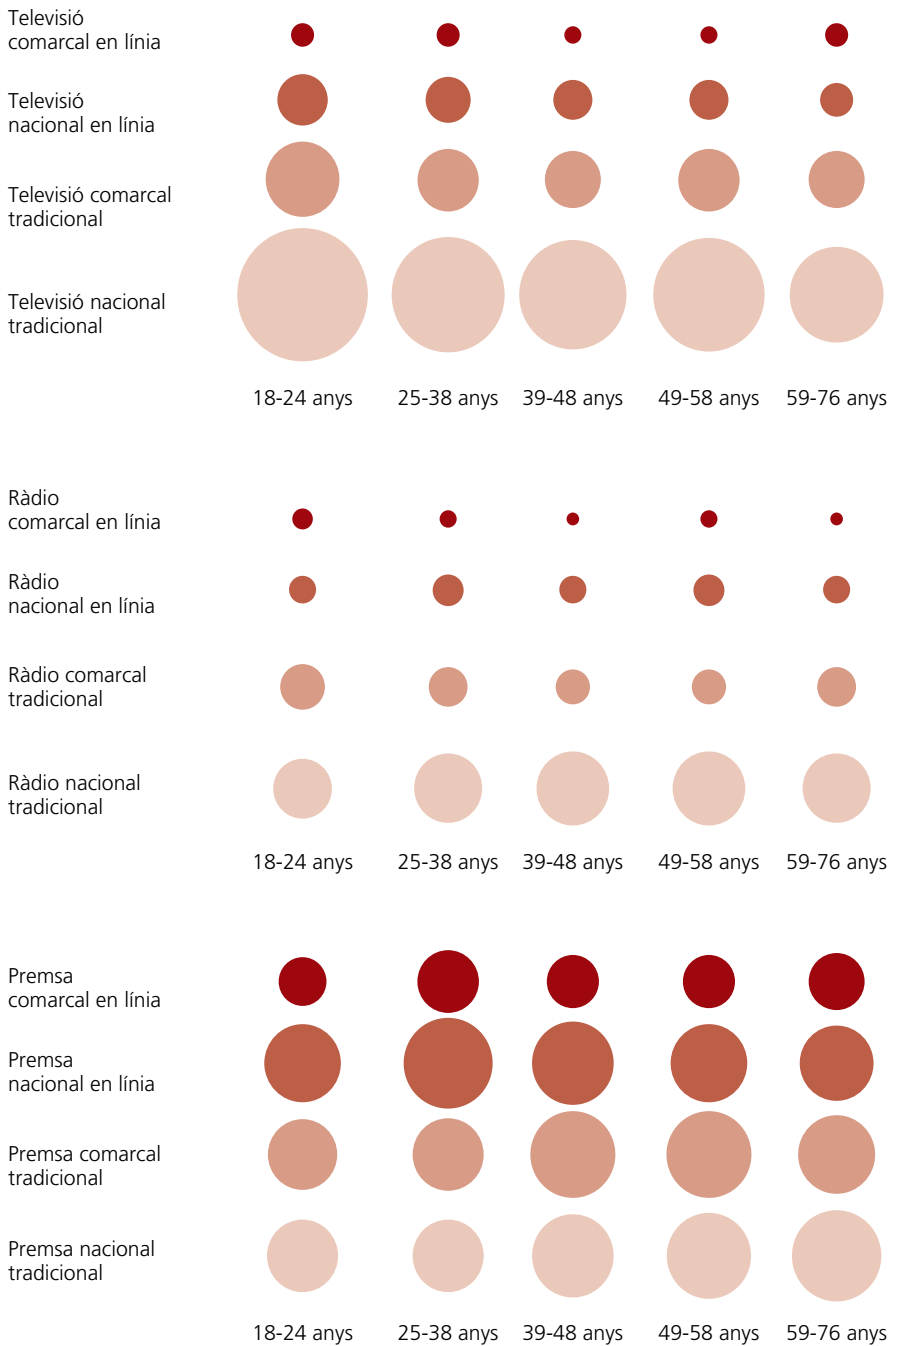 Televisió
comarcal en línia
Televisió
nacional en línia
Televisió comarcal
tradicional
Televisió nacional
tradicional
18-24 anys 25-38 anys 39-48 anys 49-58 anys 59-76 anys
Ràdio
comarcal en línia
Ràdio
nacional en línia
Ràdio comarcal
tradicional
Ràdio nacional
tradicional
18-24 anys 25-38 anys 39-48 anys 49-58 anys 59-76 anys
Premsa
comarcal en línia
Premsa
nacional en línia
Premsa comarcal
tradicional
Premsa nacional
tradicional
18-24 anys 25-38 anys 39-48 anys 49-58 anys 59-76 anys